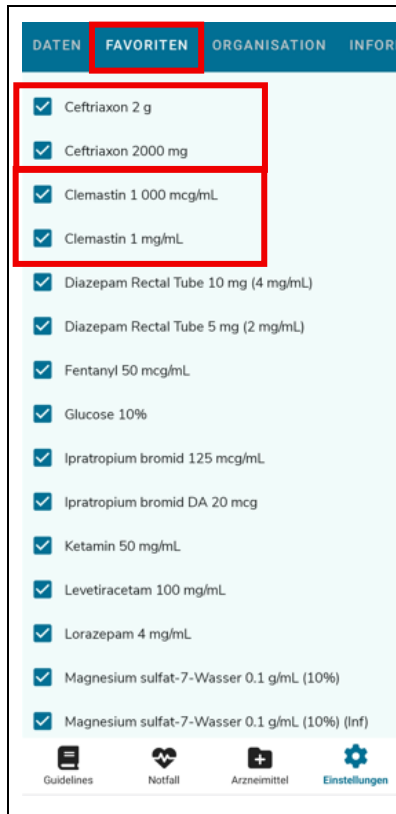 DATEN FAVORITEN ORGANISATION INFOR
Ceftriaxon 2 g
Ceftriaxon 2000 mg
Clemastin 1 000 mcg/mL
Clemastin 1 mg/mL
Diazepam Rectal Tube 10 mg (4 mg/mL)
Diazepam Rectal Tube 5 mg (2 mg/mL)
Fentanyl 50 mcg/mL
Glucose 10%
Ipratropium bromid 125 mcg/mL
Ipratropium bromid DA 20 mcg
Ketamin 50 mg/mL
Levetiracetam 100 mg/mL
Lorazepam 4 mg/mL
Magnesium sulfat-7-Wasser 0.1 g/mL (10%)
Magnesium sulfat-7-Wasser 0.1 g/mL (10%) (Inf)
Guidelines Notfall Arzneimittel Einstellungen